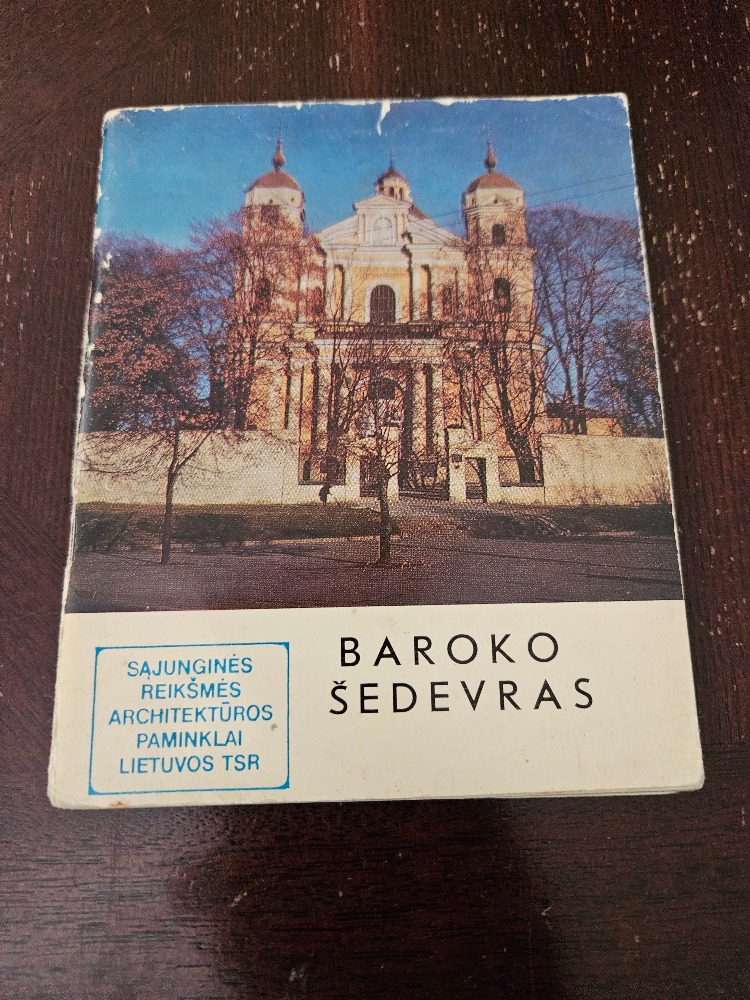 SĄJUNGINĖS
REIKŠMĖS
ARCHITEKTŪROS
PAMINKLAI
LIETUVOS TSR
BAROKO
ŠEDEVRAS